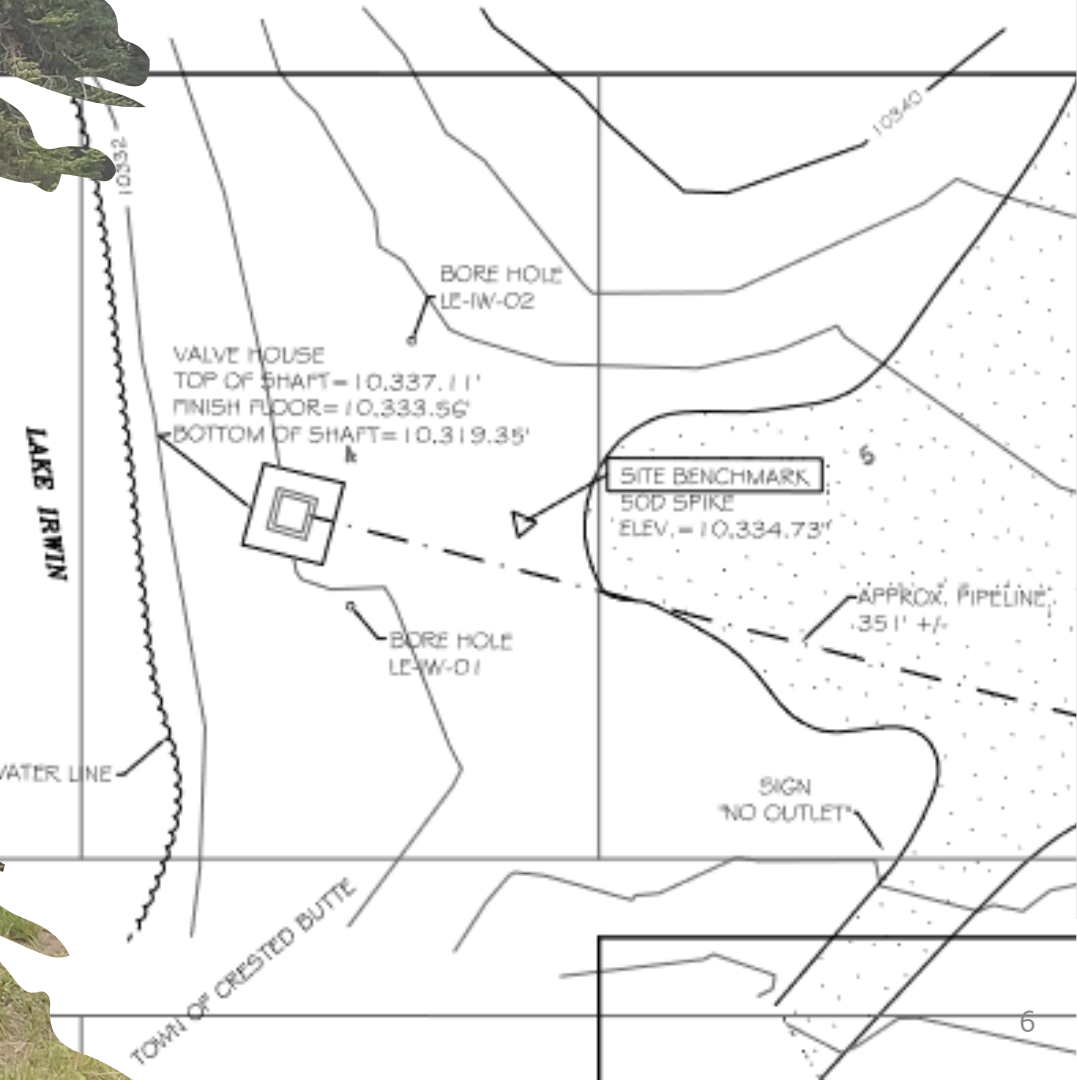 10340
10332
BORE HOLE
LE-IW-02
VALVE HOUSE
TOP OF SHAFT=10,337.11'
FINISH FLOOR=10,333.56'
BOTTOM OF SHAFT=10,319.35'
LAKE IRWIN
5
SITE BENCHMARK
50D SPIKE
ELEV.=10,334.73'
APPROX. PIPELINE
351' +/-
BORE HOLE
LE-IW-01
WATER LINE
SIGN
"NO OUTLET"
TOWN OF CRESTED BUTTE
6